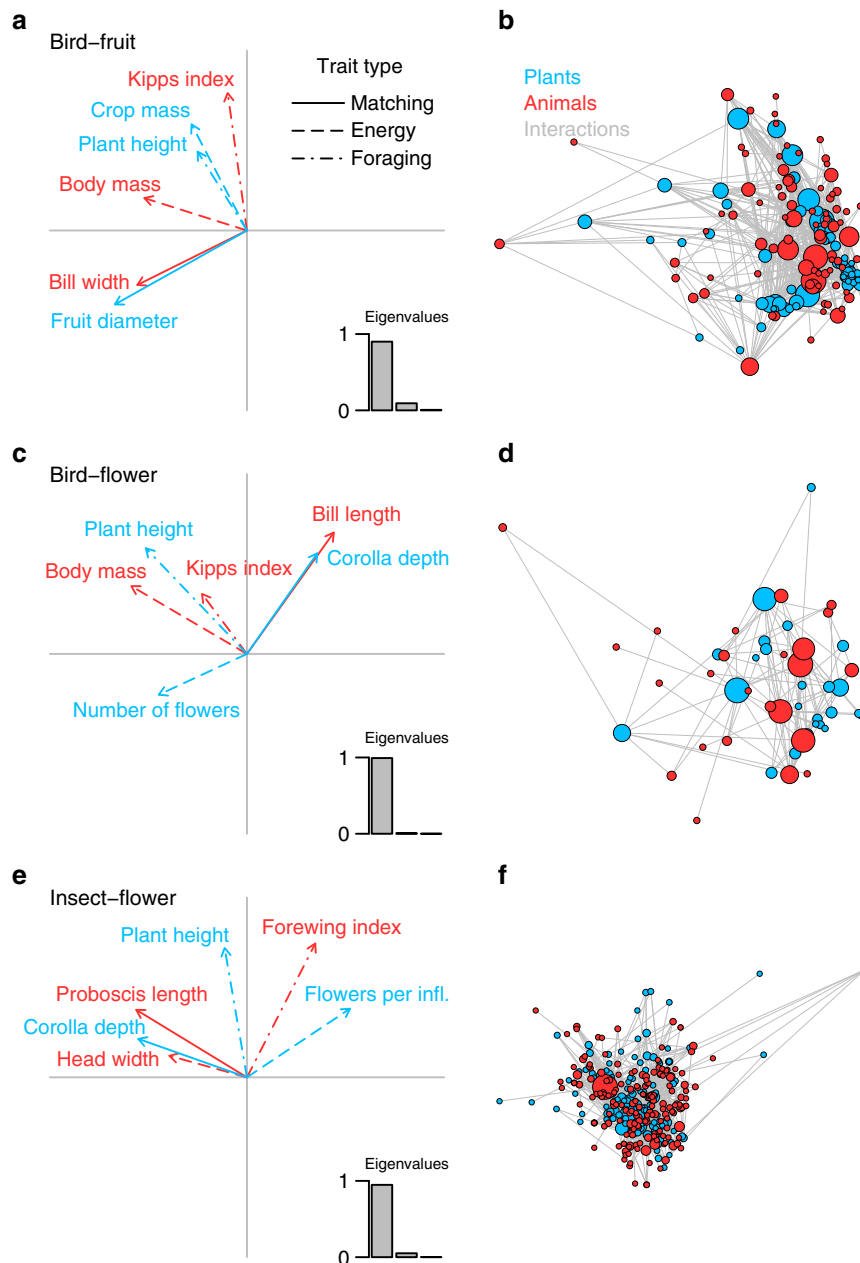 a
Bird–fruit
Kipps index
Crop mass
Plant height
Body mass
Bill width
Fruit diameter
Trait type
Matching
Energy
Foraging
Eigenvalues
1
0
b
Plants
Animals
Interactions
c
Bird–flower
Plant height
Body mass
Kipps index
Bill length
Corolla depth
Number of flowers
Eigenvalues
1
0
d
e
Insect–flower
Plant height
Forewing index
Proboscis length
Flowers per infl.
Corolla depth
Head width
Eigenvalues
1
0
f